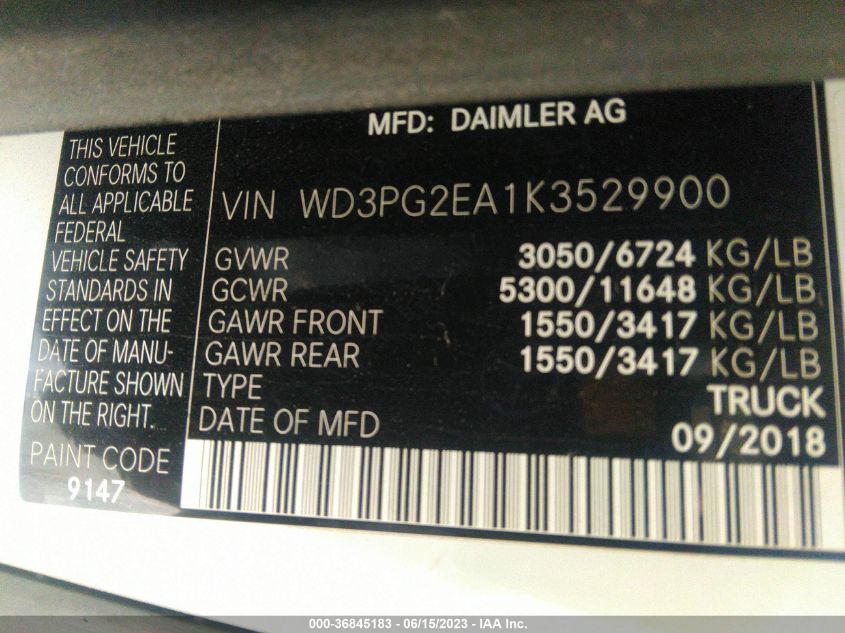 MFD: DAIMLER AG
THIS VEHICLE
CONFORMS TO
ALL APPLICABLE
FEDERAL
VEHICLE SAFETY
STANDARDS IN
EFFECT ON THE
DATE OF MANU-
FACTURE SHOWN
ON THE RIGHT.
PAINT CODE
9147
VIN WD3PG2EA1K3529900
GVWR 3050/6724 KG/LB
GCWR 5300/11648 KG/LB
GAWR FRONT 1550/3417 KG/LB
GAWR REAR 1550/3417 KG/LB
TYPE TRUCK
DATE OF MFD 09/2018
000-36845183 - 06/15/2023 - IAA Inc.